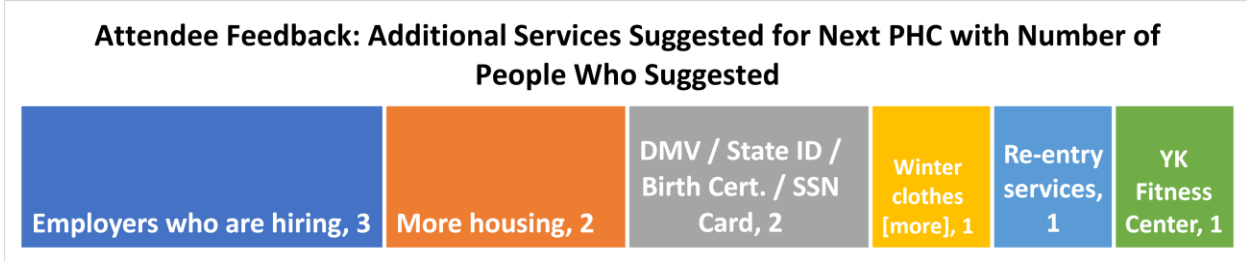 Attendee Feedback: Additional Services Suggested for Next PHC with Number of
People Who Suggested
Employers who are hiring, 3
More housing, 2
DMV / State ID /
Birth Cert. / SSN
Card, 2
Winter
clothes
[more], 1
Re-entry
services,
1
YK
Fitness
Center, 1